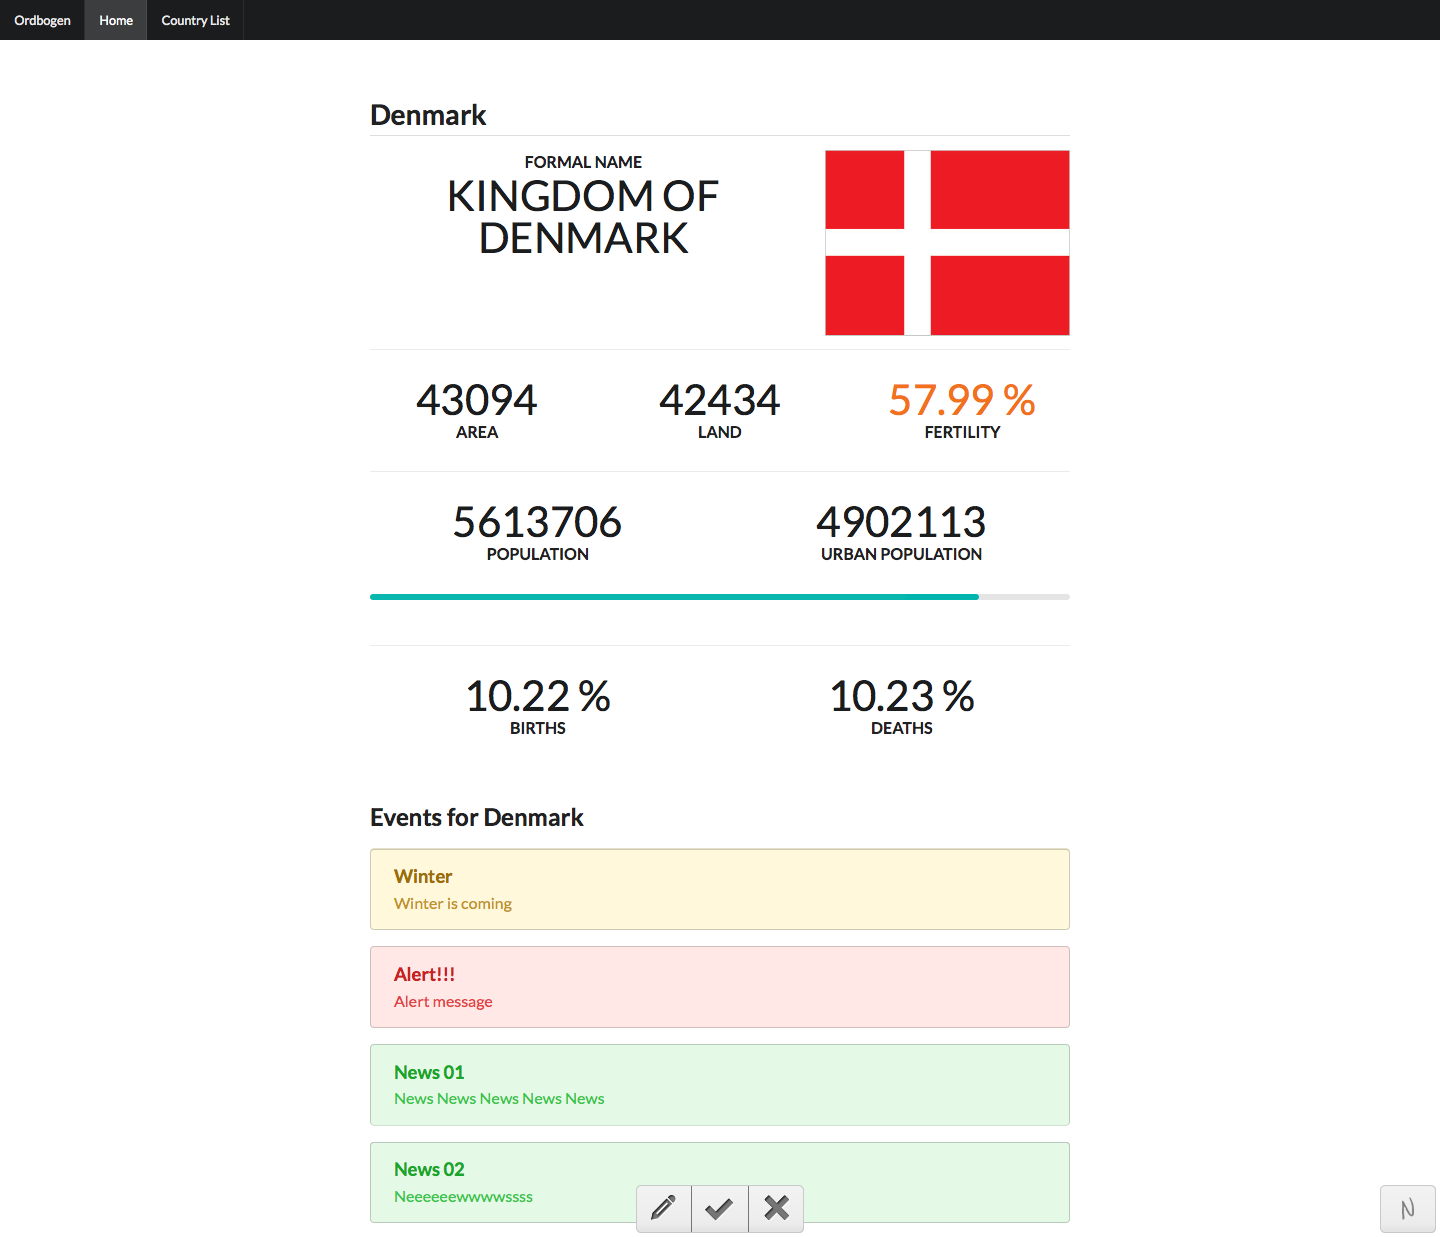 Ordbogen Home Country List
Denmark
FORMAL NAME
KINGDOM OF
DENMARK
43094 42434 57.99 %
AREA LAND FERTILITY
5613706 4902113
POPULATION URBAN POPULATION
10.22 % 10.23 %
BIRTHS DEATHS
Events for Denmark
Winter
Winter is coming
Alert!!!
Alert message
News 01
News News News News News
News 02
Neeeeeewwwwssss
N